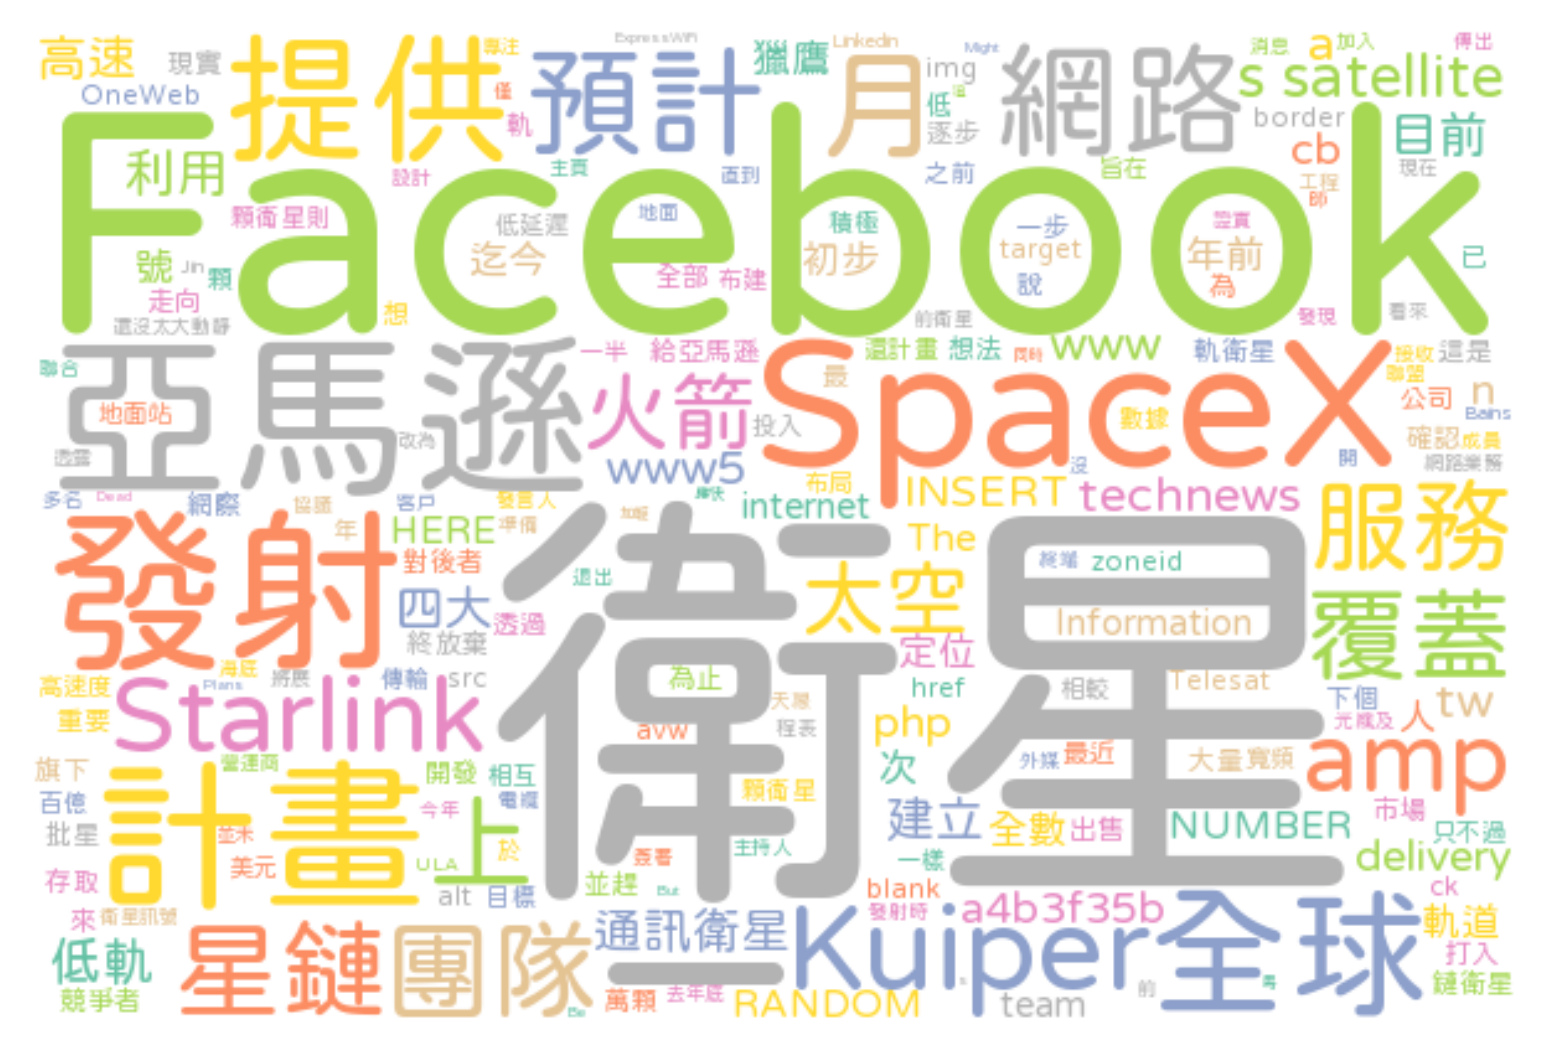 高速 現實 提供 專注 預計 ExpressWiFi 獵鷹 LinkedIn 月 img Might 網路 消息 a 加入 傳出
OneWeb 僅 軌 低 逐步 s satellite
border cb 目前
利用 設計 主頁 直到 之前 旨在 工程師 現在
Facebook
顆衛星則 低延遲 地面 積極 一步 證實
號 Jin 顆 迄今 全部 布建 初步 target 年前 已
走向 想 說 為
還沒太大動靜 前衛星 發現 看來
聯合 亞馬遜 一半 給亞馬遜 還計畫 想法 同時 www 軌衛星 接收 這是
地面站 火箭 最 SpaceX 聯盟 n
改為 投入 數據 公司 Bains
透露 www5 沒 開 確認 成員
網路業務
多名 Dead 網際 協議 客戶 發言人 internet 布局 INSERT technews 服務
發射 年 HERE 準備 衛星 The
對後者 退出 太空 終端 zoneid
四大 透過 Information 覆蓋
終放棄 定位
海底 Plans 將展 傳輸 src 為止 天線 href 相較 Telesat 下個 tw
高速度 Starlink avw 程表 php 光纖及 人
重要 外媒 最近 大量寬頻 amp
旗下 營運商 開發 相互 次
百億 計畫 今年 上 電纜 顆衛星 建立 全數 出售 NUMBER 市場
批星 並未 於 主持人 只不過
美元 ULA 簽署 一樣 delivery
存取 alt 目標 並趕 But blank ck
來 衛星訊號 通訊衛星 發射時 a4b3f35b 軌道
低軌 星鏈 團隊 一 Kuiper 全球 打入
競爭者 Be 萬顆 去年底 RANDOM team 前 鏈衛星